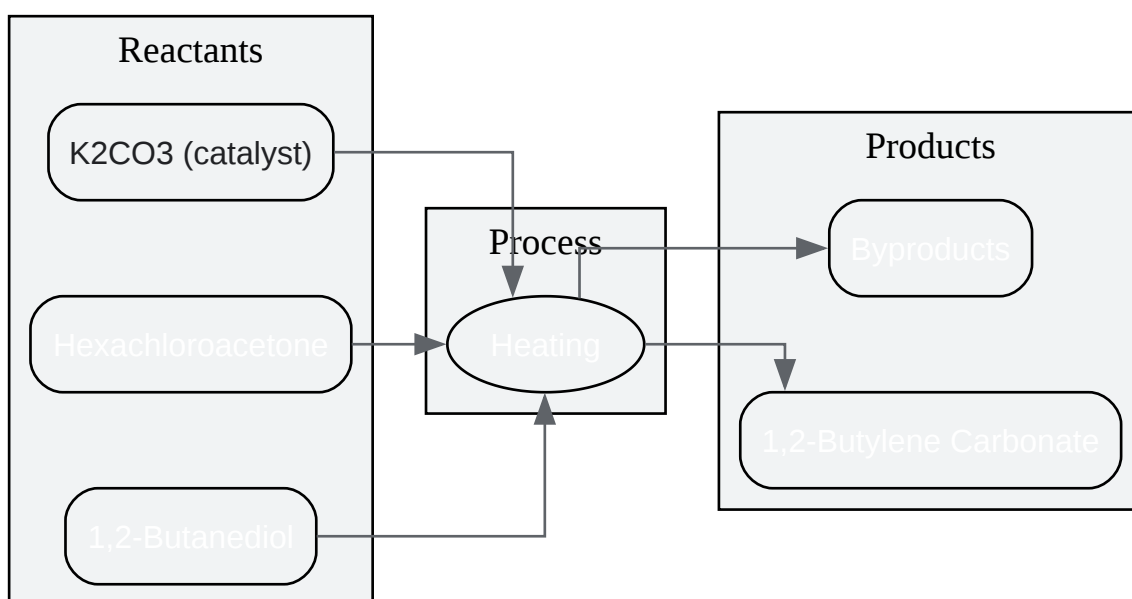 Reactants
K2CO3 (catalyst)
Hexachloroacetone
1,2-Butanediol
Process
Heating
Products
Byproducts
1,2-Butylene Carbonate